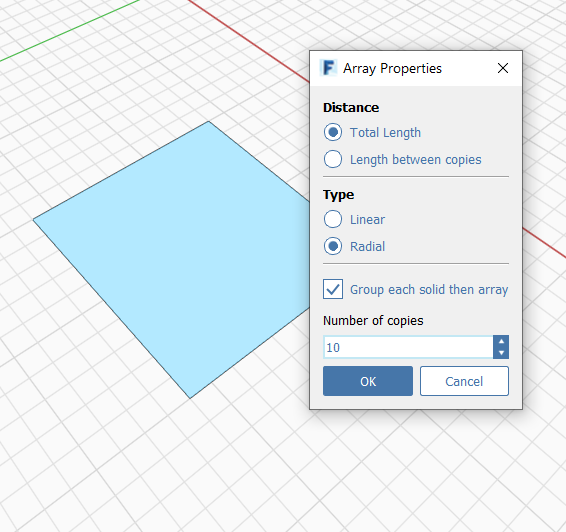 F Array Properties
Distance
Total Length
Length between copies
Type
Linear
Radial
Group each solid then array
Number of copies
10
OK Cancel